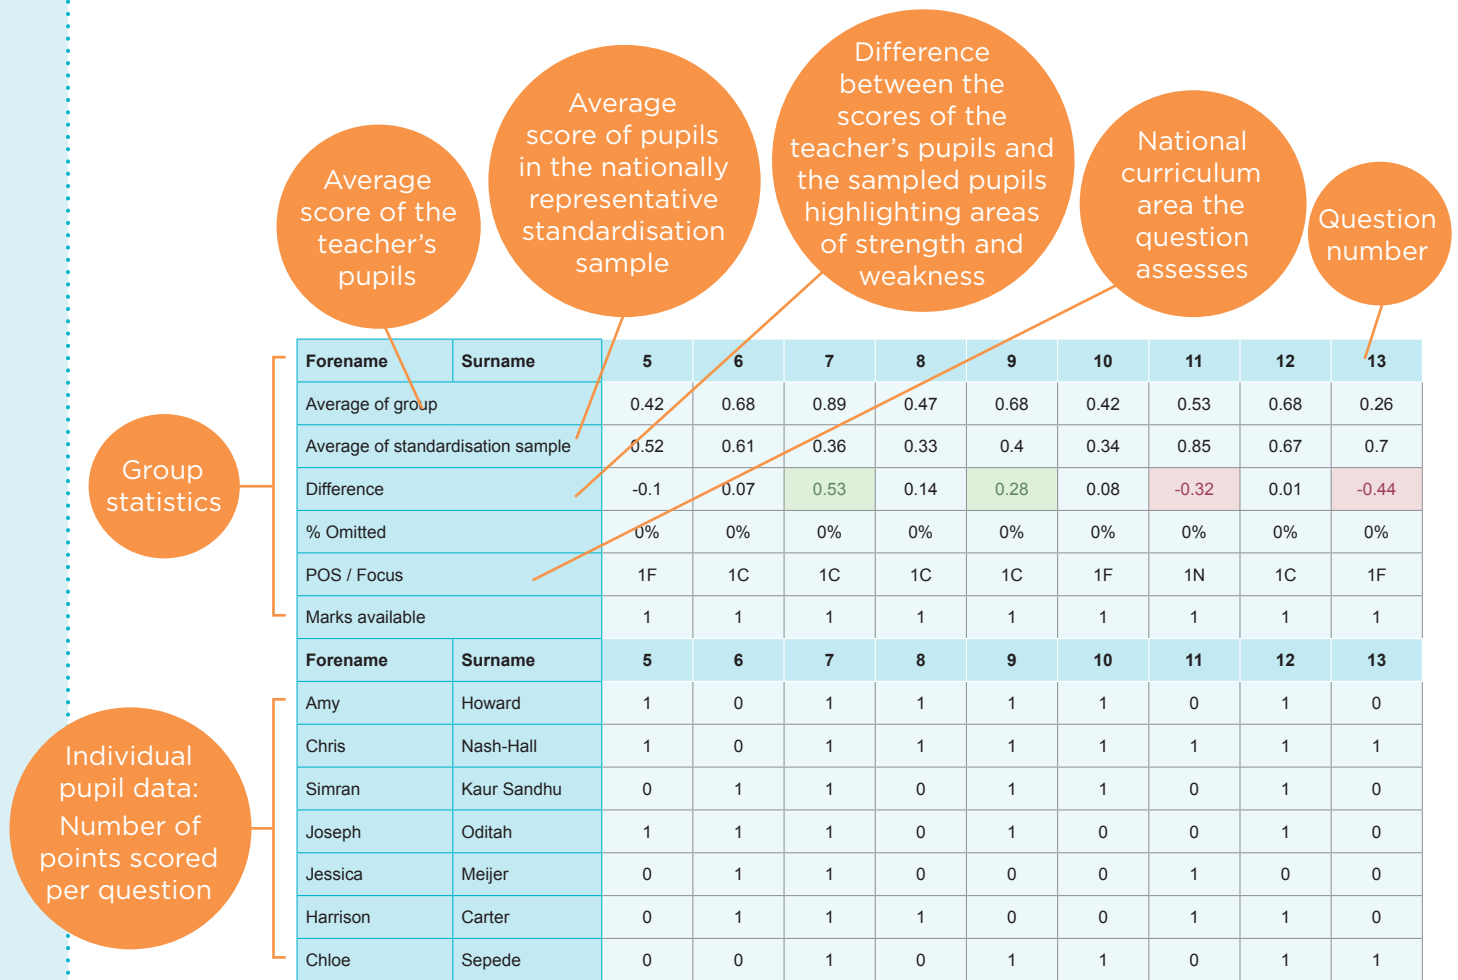 Average
score of the
teacher's
pupils
Average
score of pupils
in the nationally
representative
standardisation
sample
Difference
between the
scores of the
teacher's pupils and
the sampled pupils
highlighting areas
of strength and
weakness
National
curriculum
area the
question
assesses
Question
number
Group
statistics
Forename Surname 5 6 7 8 9 10 11 12 13
Average of group 0.42 0.68 0.89 0.47 0.68 0.42 0.53 0.68 0.26
Average of standardisation sample 0.52 0.61 0.36 0.33 0.4 0.34 0.85 0.67 0.7
Difference -0.1 0.07 0.53 0.14 0.28 0.08 -0.32 0.01 -0.44
% Omitted 0% 0% 0% 0% 0% 0% 0% 0% 0%
POS / Focus 1F 1C 1C 1C 1C 1F 1N 1C 1F
Marks available 1 1 1 1 1 1 1 1 1
Individual
pupil data:
Number of
points scored
per question
Forename Surname 5 6 7 8 9 10 11 12 13
Amy Howard 1 0 1 1 1 1 0 1 0
Chris Nash-Hall 1 0 1 1 1 1 1 1 1
Simran Kaur Sandhu 0 1 1 0 1 1 0 1 0
Joseph Oditah 1 1 1 0 1 0 0 1 0
Jessica Meijer 0 1 1 0 0 0 1 0 0
Harrison Carter 0 1 1 1 0 0 1 1 0
Chloe Sepede 0 0 1 0 1 1 0 1 1